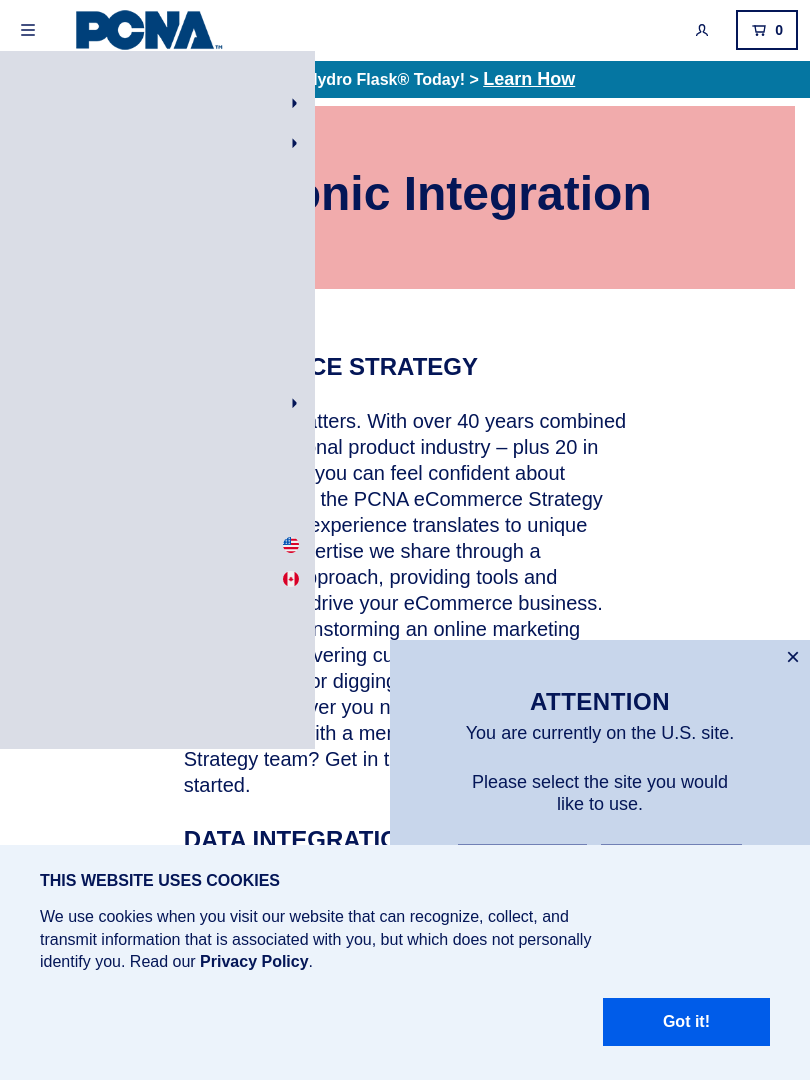 PCNA™
0
Hydro Flask® Today! > Learn How
onic Integration
CE STRATEGY
atters. With over 40 years combined
onal product industry – plus 20 in
you can feel confident about
the PCNA eCommerce Strategy
experience translates to unique
ertise we share through a
pproach, providing tools and
drive your eCommerce business.
nstorming an online marketing
vering cu
or digging
ver you n
ith a mer
Strategy team? Get in t
started.
DATA INTEGRATIO
×
ATTENTION
You are currently on the U.S. site.
Please select the site you would
like to use.
THIS WEBSITE USES COOKIES
We use cookies when you visit our website that can recognize, collect, and
transmit information that is associated with you, but which does not personally
identify you. Read our Privacy Policy.
Got it!